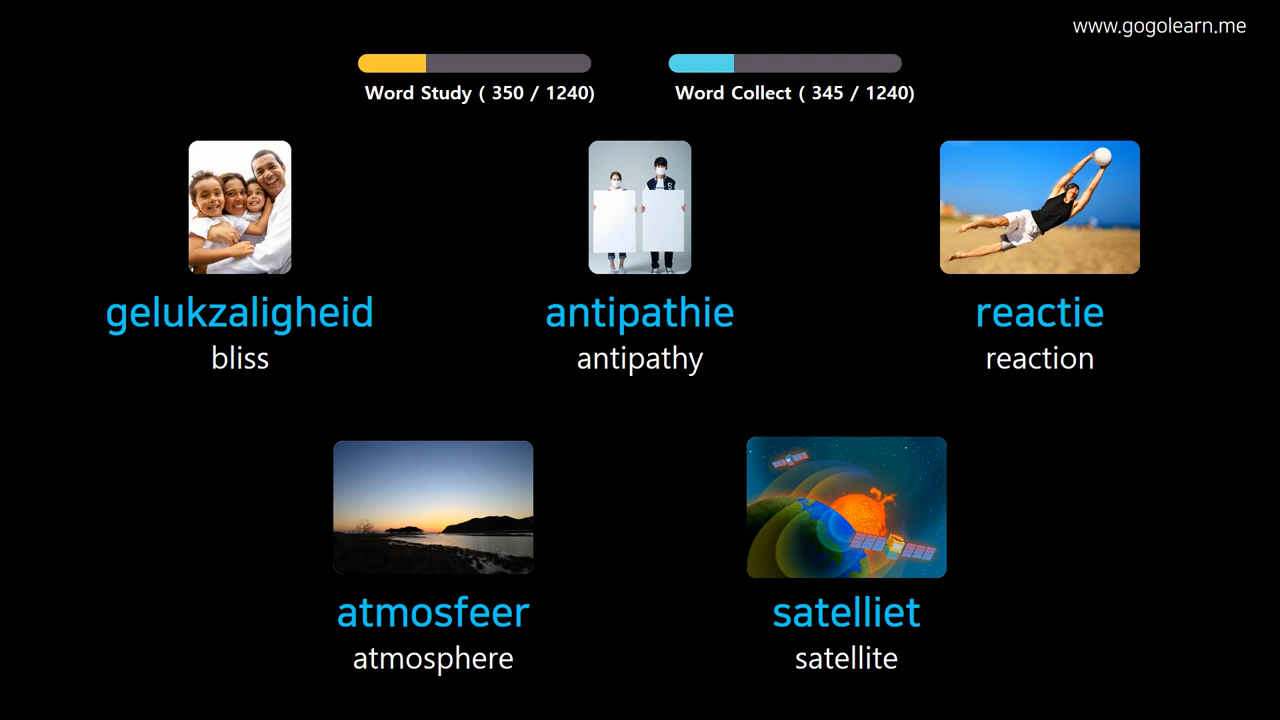 www.gogolearn.me
Word Study ( 350 / 1240)
Word Collect ( 345 / 1240)
gelukzaligheid
bliss
antipathie
antipathy
reactie
reaction
atmosfeer
atmosphere
satelliet
satellite